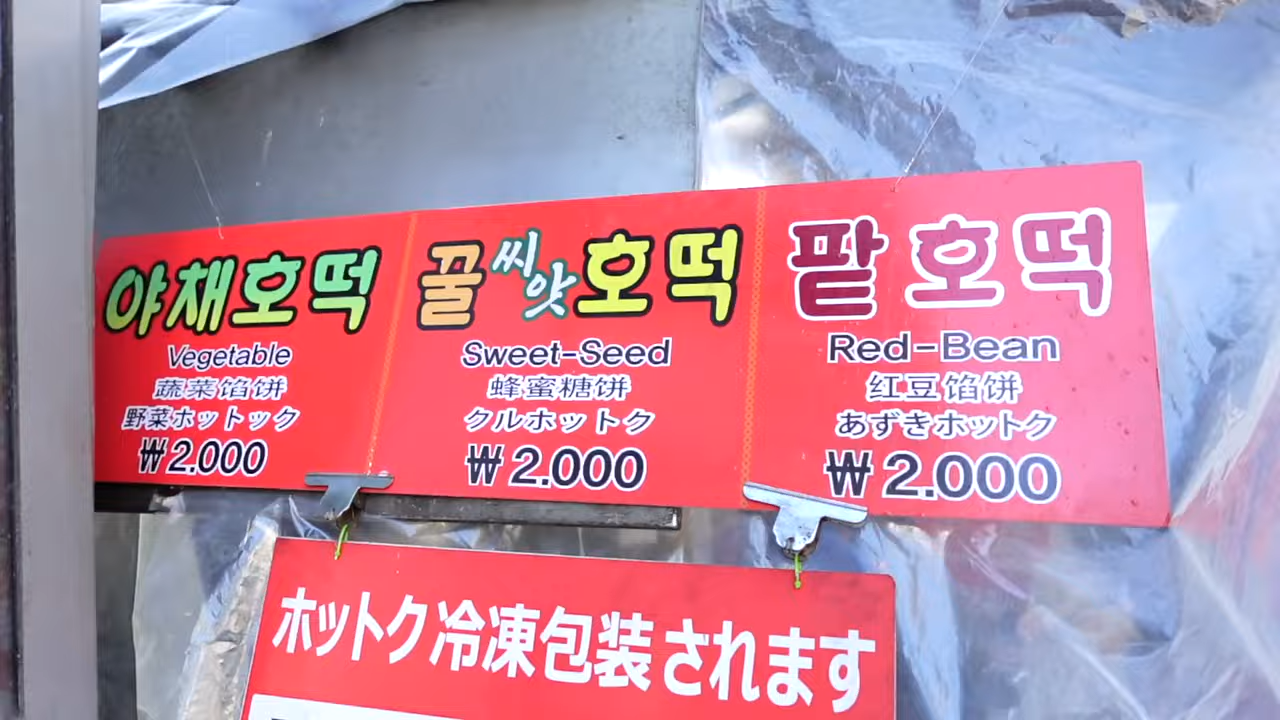 야채호떡
Vegetable
蔬菜馅饼
野菜ホットック
₩2.000
꿀씨앗호떡
Sweet-Seed
蜂蜜糖饼
クルホットク
₩2.000
팥호떡
Red-Bean
红豆馅饼
あずきホットク
₩2.000
ホットク冷凍包装されます